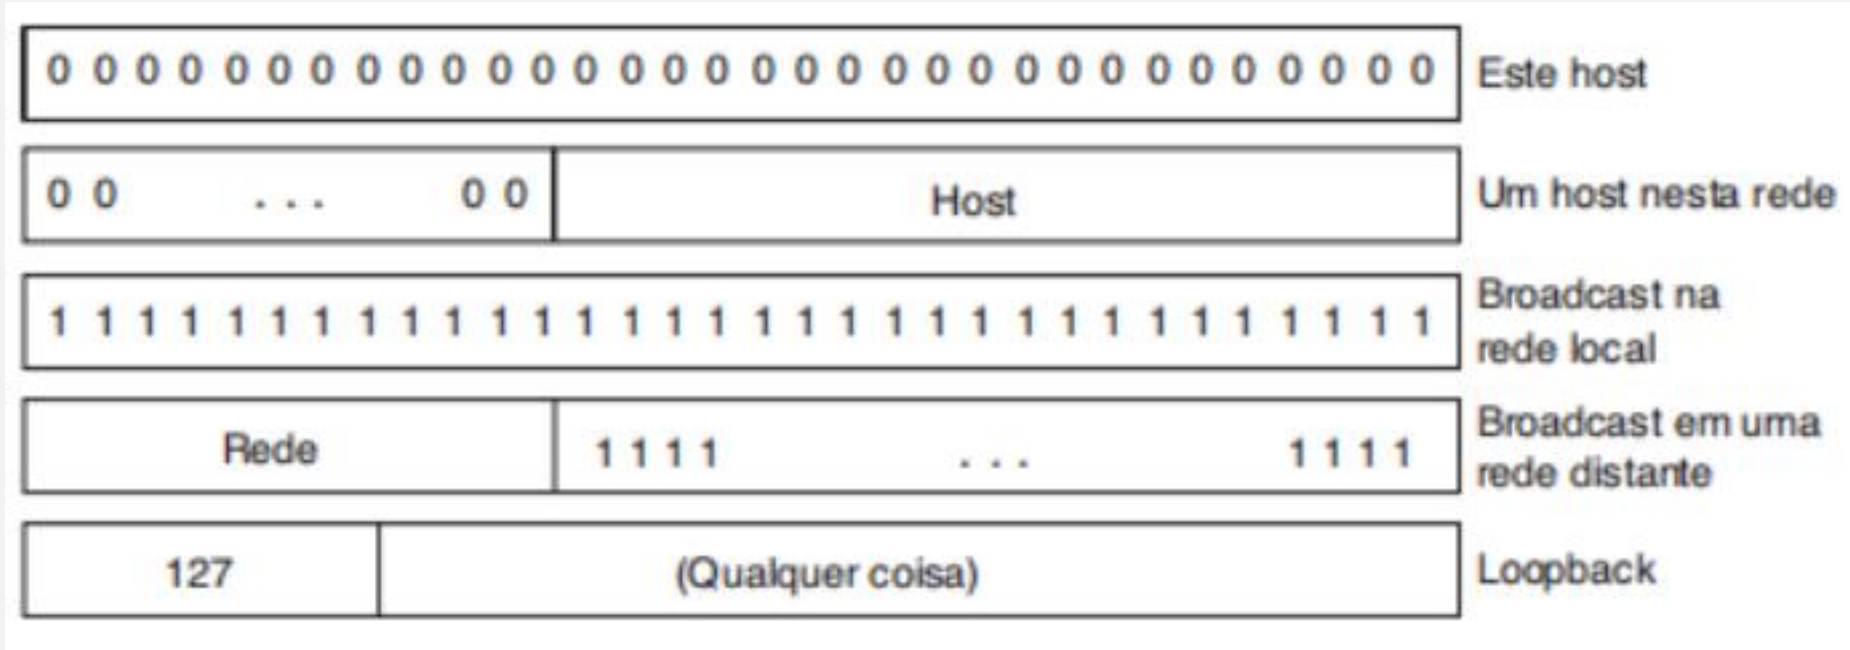 0 0 0 0 0 0 0 0 0 0 0 0 0 0 0 0 0 0 0 0 0 0 0 0 0 0 0 0 0 0 0 0 Este host
0 0 ... 0 0 Host Um host nesta rede
1 1 1 1 1 1 1 1 1 1 1 1 1 1 1 1 1 1 1 1 1 1 1 1 1 1 1 1 1 1 1 1 Broadcast na
rede local
Rede 1 1 1 1 ... 1 1 1 1 Broadcast em uma
rede distante
127 (Qualquer coisa) Loopback